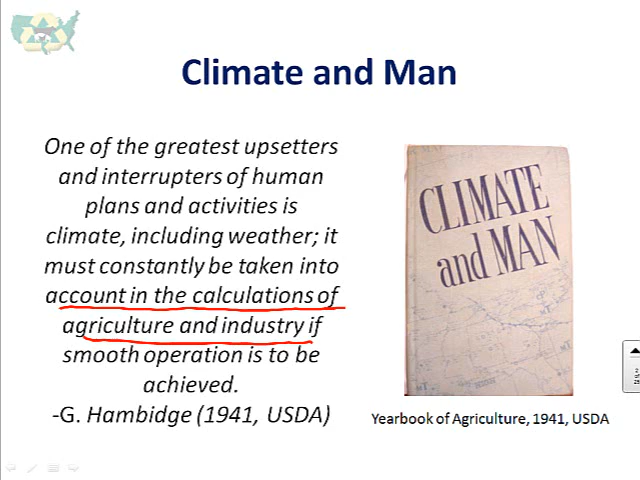 Climate and Man
One of the greatest upsetters
and interrupters of human
plans and activities is
climate, including weather; it
must constantly be taken into
account in the calculations of
agriculture and industry if
smooth operation is to be
achieved.
-G. Hambidge (1941, USDA)
CLIMATE
and MAN
Yearbook of Agriculture, 1941, USDA